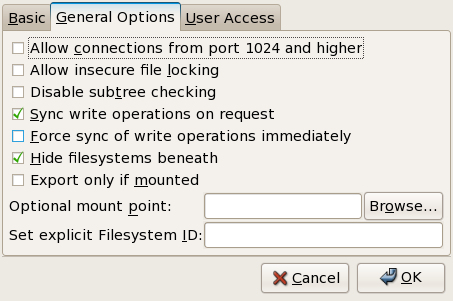 Basic General Options User Access
Allow connections from port 1024 and higher
Allow insecure file locking
Disable subtree checking
Sync write operations on request
Force sync of write operations immediately
Hide filesystems beneath
Export only if mounted
Optional mount point: Browse...
Set explicit Filesystem ID:
Cancel OK